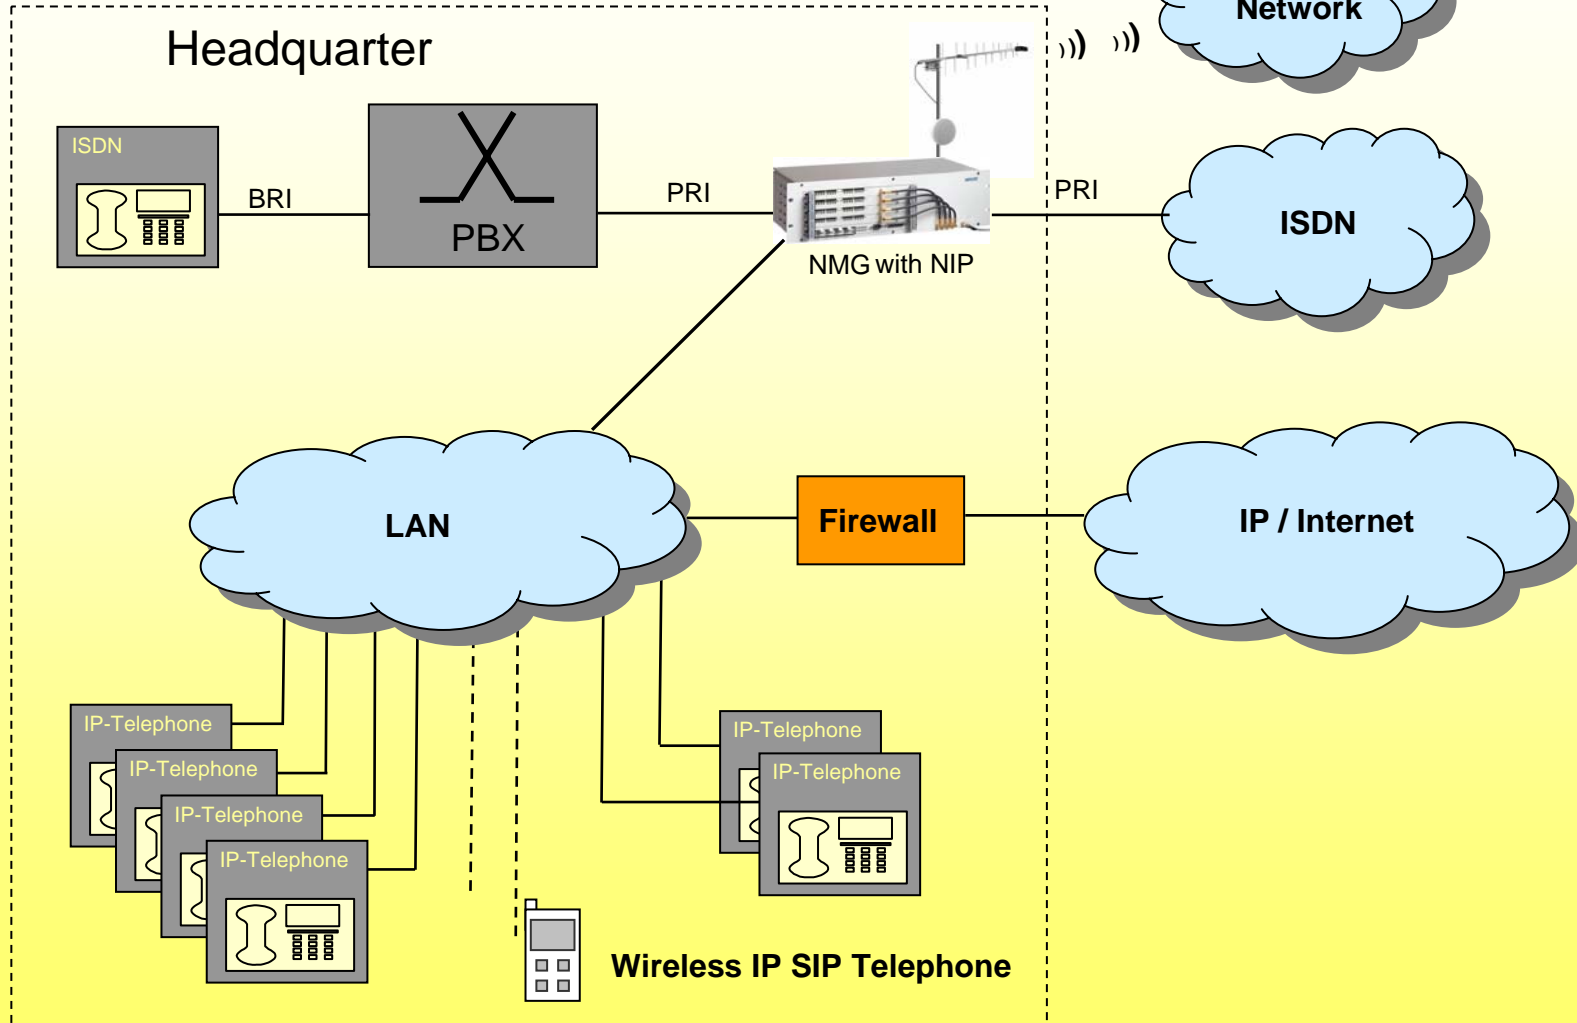 Network
Headquarter
ISDN
BRI
PBX
PRI
NMG with NIP
PRI
ISDN
LAN
Firewall
IP / Internet
IP-Telephone
IP-Telephone
IP-Telephone
IP-Telephone
IP-Telephone
IP-Telephone
Wireless IP SIP Telephone